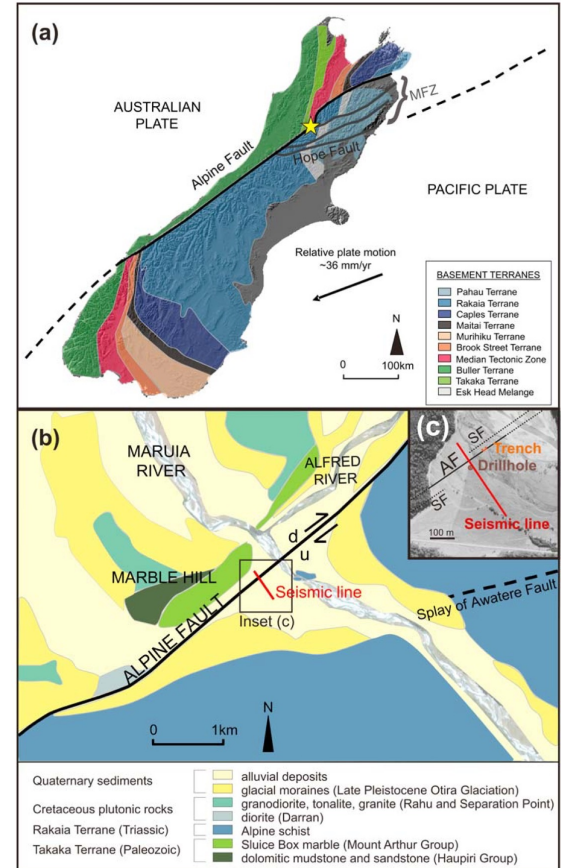 (a)
AUSTRALIAN
PLATE
MFZ
Hope Fault
Alpine Fault
PACIFIC PLATE
Relative plate motion
~36 mm/yr
N
0 100km
BASEMENT TERRANES
Pahau Terrane
Rakaia Terrane
Caples Terrane
Maitai Terrane
Murihiku Terrane
Brook Street Terrane
Median Tectonic Zone
Buller Terrane
Takaka Terrane
Esk Head Melange
(b)
MARUIA
RIVER
ALFRED
RIVER
d
u
MARBLE HILL
Seismic line
ALPINE FAULT
Inset (c)
Splay of Awatere Fault
0 1km
N
(c)
SF
AF
Trench
Drillhole
SF
Seismic line
100 m
Quaternary sediments
alluvial deposits
glacial moraines (Late Pleistocene Otira Glaciation)
Cretaceous plutonic rocks
granodiorite, tonalite, granite (Rahu and Separation Point)
diorite (Darran)
Rakaia Terrane (Triassic)
Alpine schist
Takaka Terrane (Paleozoic)
Sluice Box marble (Mount Arthur Group)
dolomitic mudstone and sandstone (Haupiri Group)